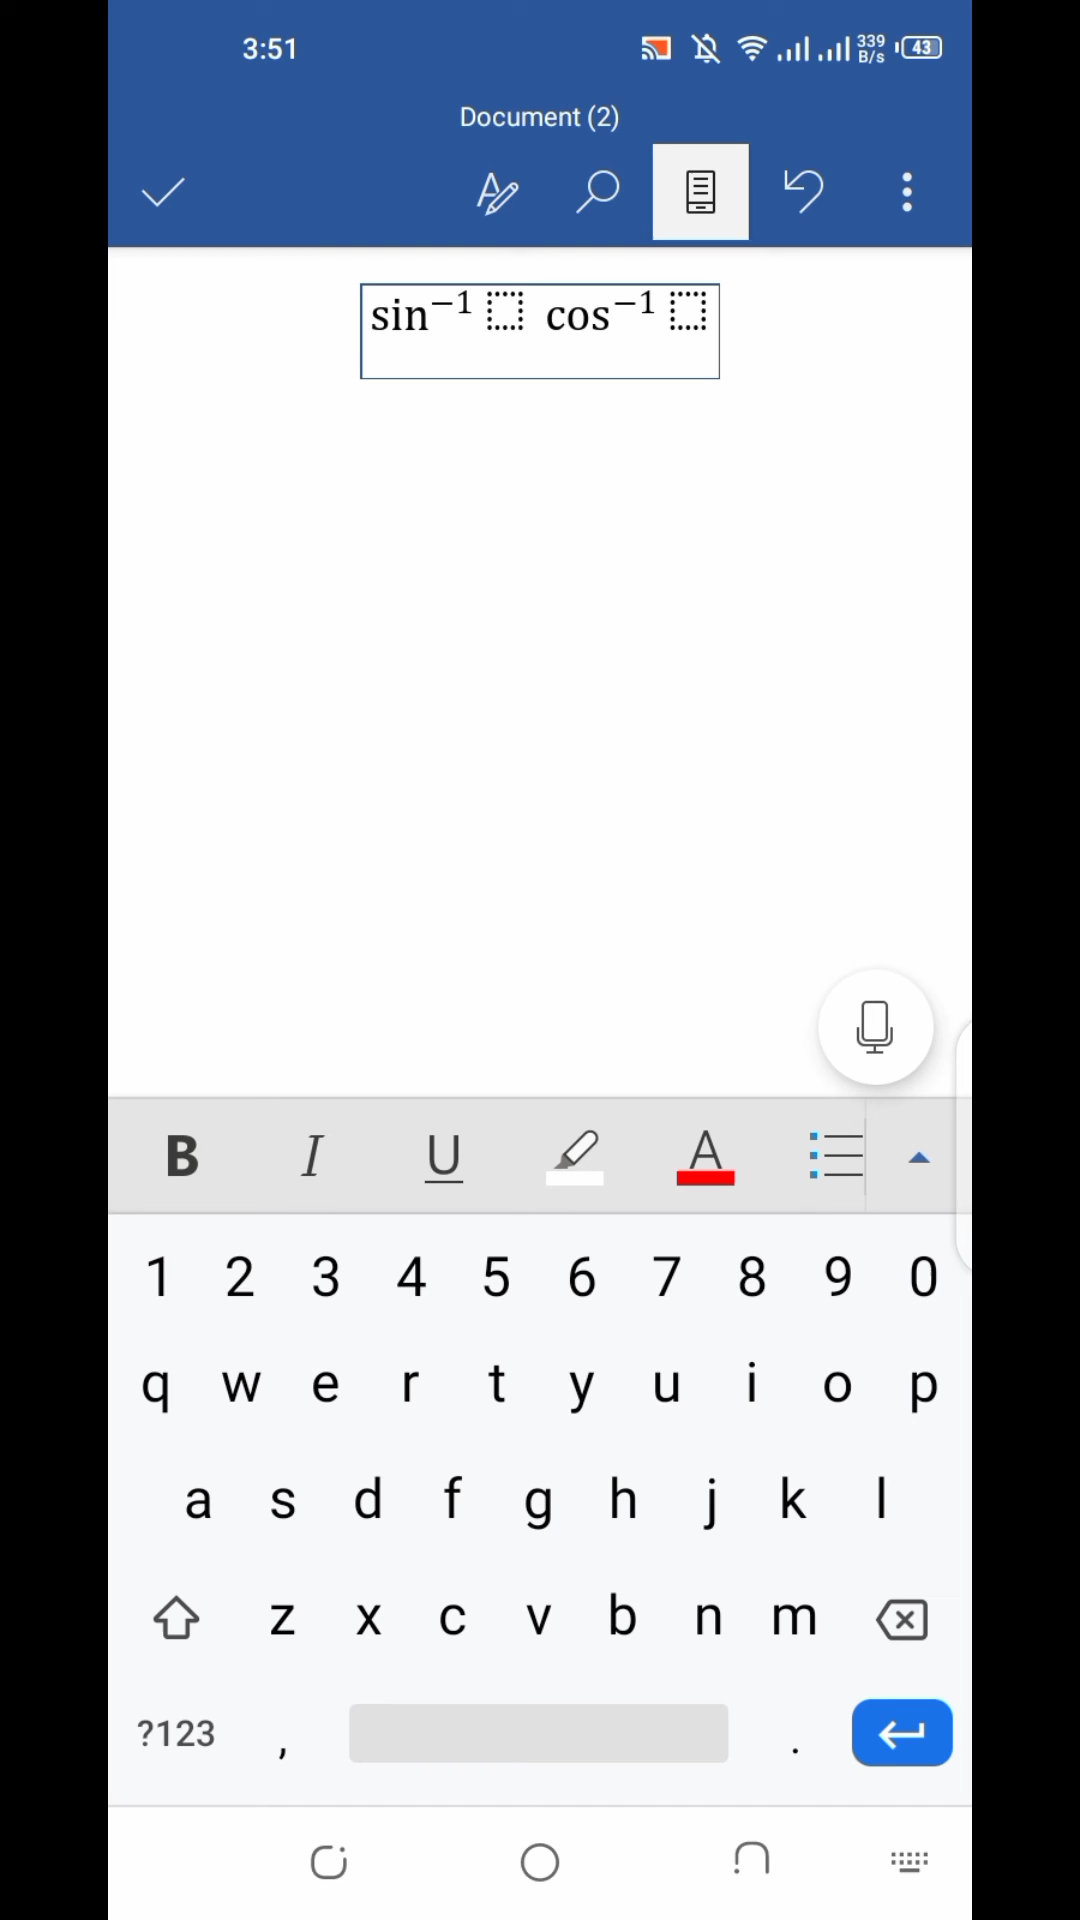 3:51 339 B/s 43
Document (2)
sin⁻¹ ⬚ cos⁻¹ ⬚
B I U A
1 2 3 4 5 6 7 8 9 0
q w e r t y u i o p
a s d f g h j k l
z x c v b n m
?123 , .